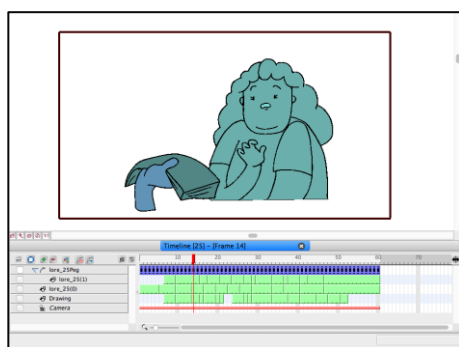 Timeline [25] - [Frame 14]
10 20 30 40 50 60 70
lore_25Peg
lore_25(1)
lore_25(0)
Drawing
Camera